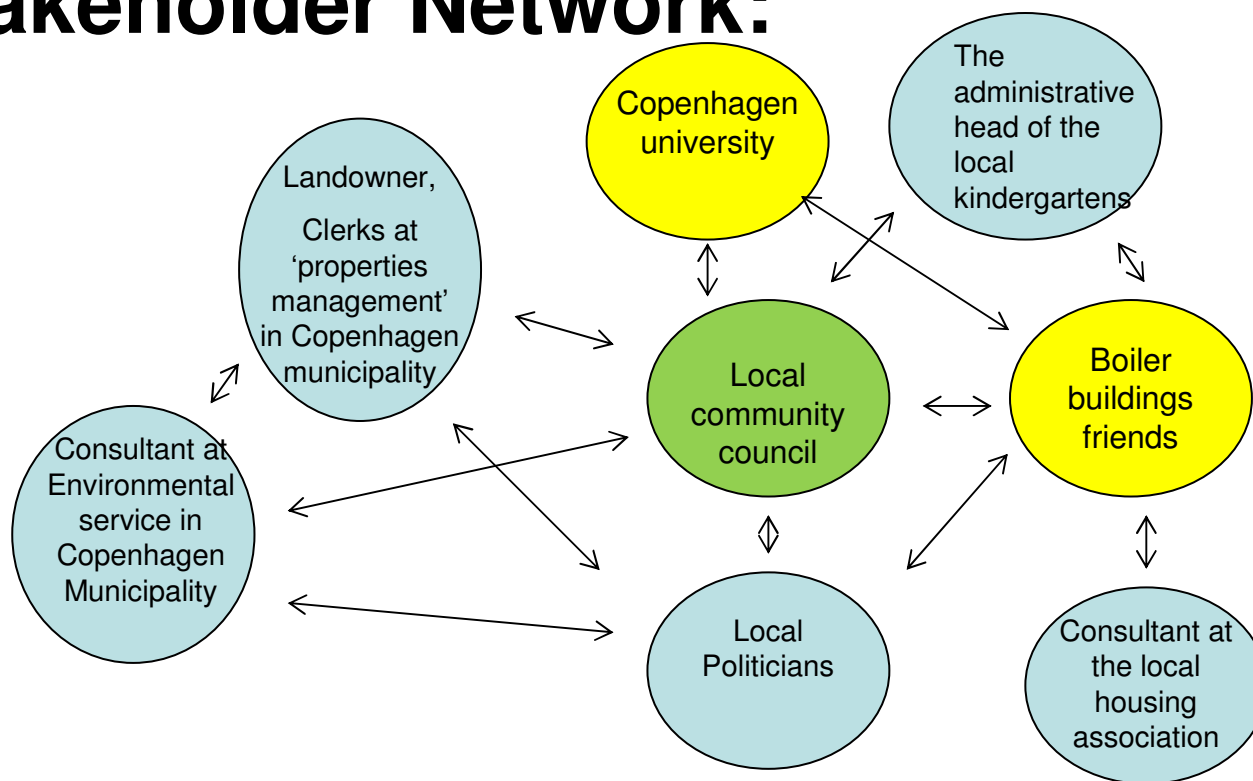 akeholder Network:
Copenhagen
university
The
administrative
head of the
local
kindergartens
Landowner,
Clerks at
‘properties
management’
in Copenhagen
municipality
Local
community
council
Boiler
buildings
friends
Consultant at
Environmental
service in
Copenhagen
Municipality
Local
Politicians
Consultant at
the local
housing
association